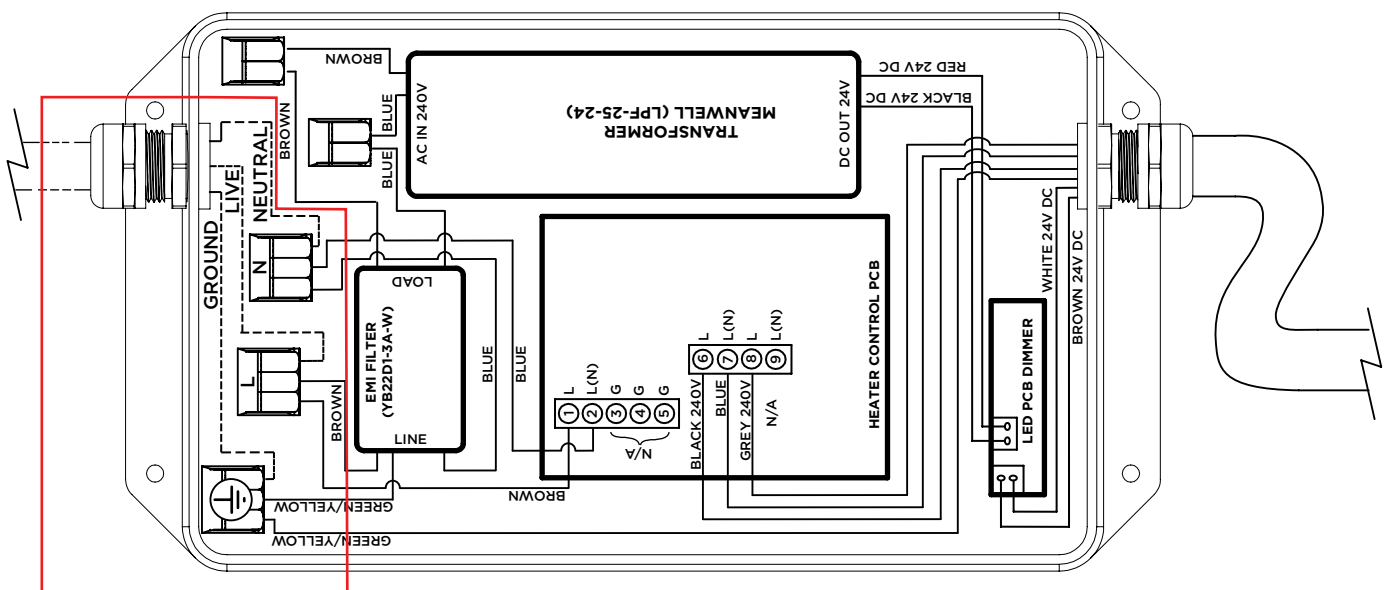 BROWN
BLUE
AC IN 240V
TRANSFORMER
MEANWELL (LPF-25-24)
DC OUT 24V
RED 24V DC
BLACK 24V DC
BROWN
BLUE
GROUND
LIVE
NEUTRAL
N
L
LOAD
EMI FILTER
(YB22D1-3A-W)
LINE
BROWN
BLUE
BLUE
GREEN/YELLOW
GREEN/YELLOW
BROWN
HEATER CONTROL PCB
L
L(N)
G
G
G
1
2
3
4
5
N/A
L
L(N)
L
L(N)
6
7
8
9
BLACK 240V
BLUE
GREY 240V
N/A
WHITE 24V DC
BROWN 24V DC
LED PCB DIMMER